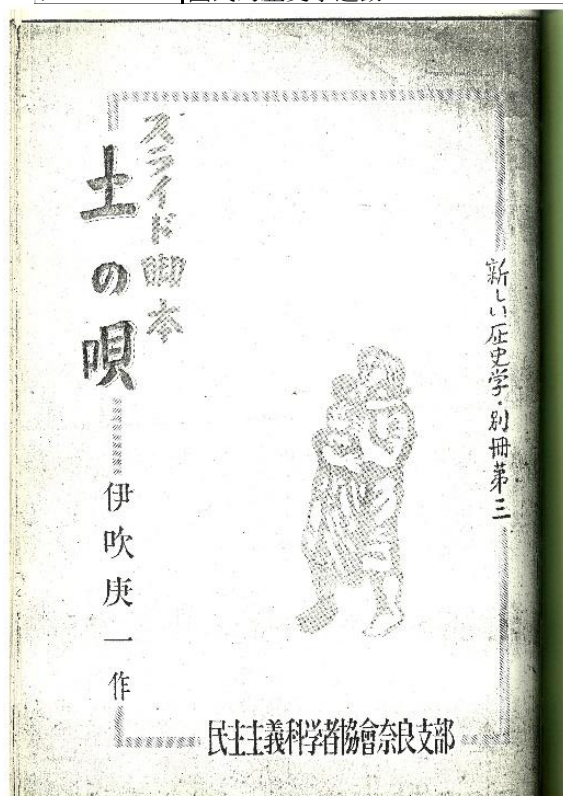 新しい歴史学・別冊第三
スライド脚本
土の唄
伊吹庚一作
民主主義科学者協會奈良支部